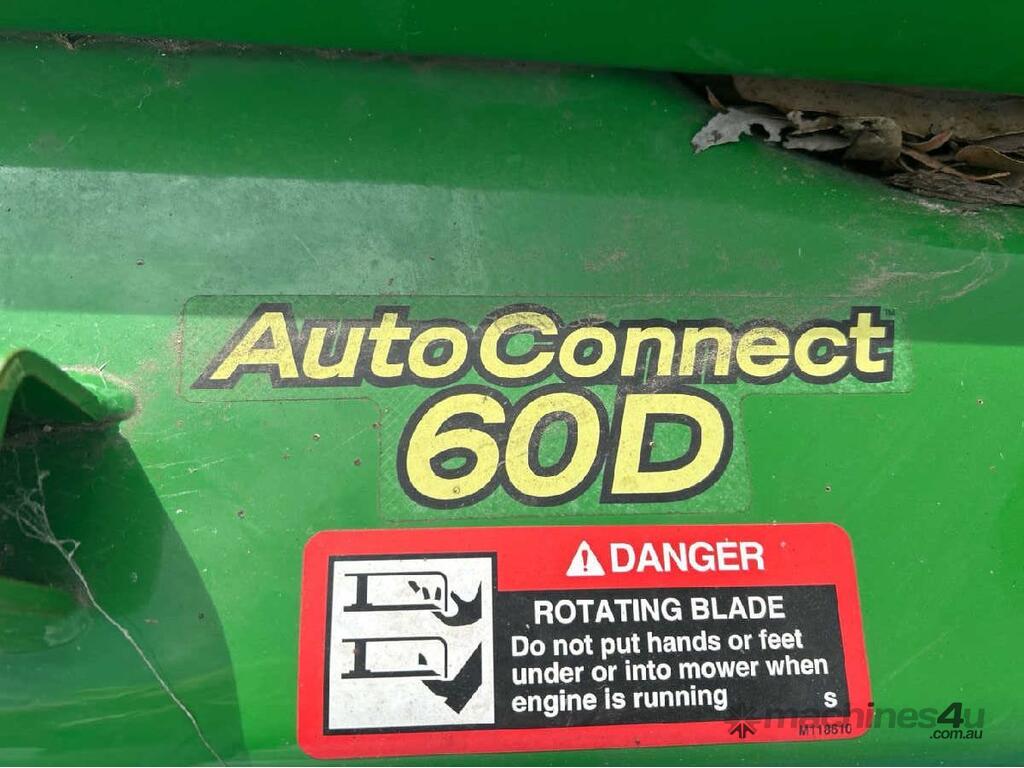 AutoConnect™
60D
DANGER
ROTATING BLADE
Do not put hands or feet
under or into mower when
engine is running
S
M118610
machines4u
.com.au